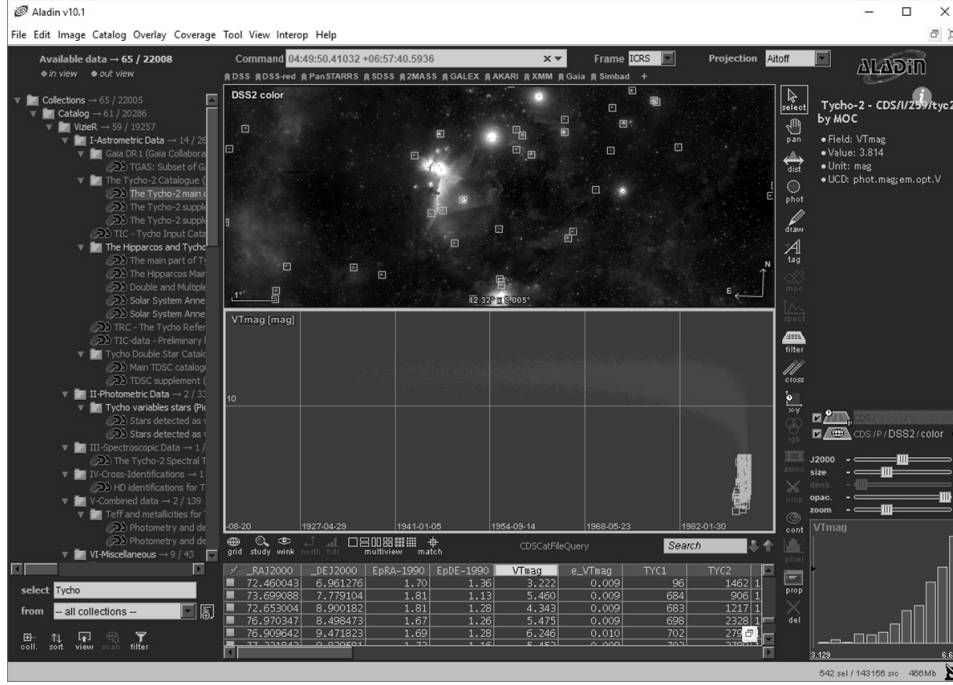 Aladin v10.1
File Edit Image Catalog Overlay Coverage Tool View Interop Help
Available data → 65 / 22008
in view out view
Command 04:49:50.41032 +06:57:40.5936
Frame ICRS
Projection Aitoff
ALADIN
DSS DSS-red PanSTARRS SDSS 2MASS GALEX AKARI XMM Gaia Simbad +
Collections → 65 / 22005
Catalog → 61 / 20286
VizieR → 59 / 19257
I-Astrometric Data → 14 / 26
Gaia DR1 (Gaia Collabora
TGAS: Subset of G
The Tycho-2 Catalogue (
The Tycho-2 main c
The Tycho-2 supple
The Tycho-2 supple
TIC - Tycho Input Cata
The Hipparcos and Tycho
The main part of Ty
The Hipparcos Mair
Double and Multiple
Solar System Anne
Solar System Anne
TRC - The Tycho Refer
TIC-data - Preliminary
Tycho Double Star Catalo
Main TDSC catalog
TDSC supplement (
II-Photometric Data → 2 / 33
Tycho variables stars (Pic
Stars detected as v
Stars detected as v
III-Spectroscopic Data → 1 /
The Tycho-2 Spectral T
IV-Cross-Identifications → 1
HD identifications for T
V-Combined data → 2 / 139
Teff and metallicities for
Photometry and de
Photometry and de
VI-Miscellaneous → 9 / 43
select Tycho
from -- all collections --
coll. sort view scan filter
DSS2 color
N
E
1°
12.32° x 5.005°
VTmag [mag]
10
-08-20 1927-04-29 1941-01-05 1954-09-14 1968-05-23 1982-01-30
grid study wink north hdr multiview match
CDSCatFileQuery
Search
_RAJ2000 _DEJ2000 EpRA-1990 EpDE-1990 VTmag e_VTmag TYC1 TYC2
72.460043 6.961276 1.70 1.36 3.222 0.009 96 1462 1
73.699088 7.779104 1.81 1.13 5.460 0.009 684 906 1
72.653004 8.900182 1.81 1.28 4.343 0.009 683 1217 1
76.970347 8.498473 1.67 1.26 5.475 0.009 698 2328 1
76.909642 9.471823 1.69 1.28 6.246 0.010 702
select
pan
dist
phot
draw
tag
moc
spect
filter
cross
x-y
rgb
assoc
crop
cont
pixel
prop
del
Tycho-2 - CDS/I/259/tyc2
by MOC
Field: VTmag
Value: 3.814
Unit: mag
UCD: phot.mag;em.opt.V
CDS/P/DSS2/color
J2000
size
dens.
opac.
zoom
VTmag
3.129 6.6
542 sel / 143156 src 466Mb